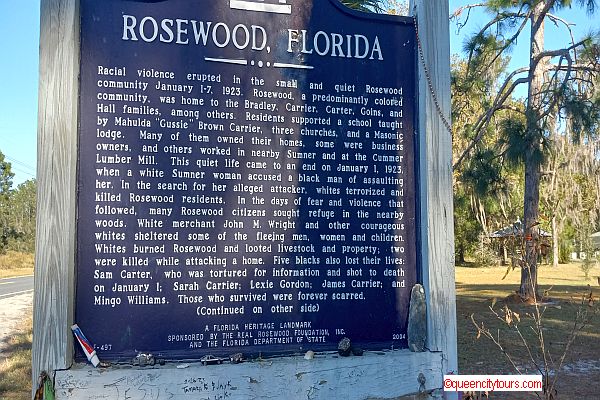 ROSEWOOD, FLORIDA
Racial violence erupted in the small and quiet Rosewood
community January 1-7, 1923. Rosewood, a predominantly colored
community, was home to the Bradley, Carrier, Carter, Goins, and
Hall families, among others. Residents supported a school taught
by Mahulda "Gussie" Brown Carrier, three churches, and a Masonic
lodge. Many of them owned their homes, some were business
owners, and others worked in nearby Sumner and at the Cummer
Lumber Mill. This quiet life came to an end on January 1, 1923,
when a white Sumner woman accused a black man of assaulting
her. In the search for her alleged attacker, whites terrorized and
killed Rosewood residents. In the days of fear and violence that
followed, many Rosewood citizens sought refuge in the nearby
woods. White merchant John M. Wright and other courageous
whites sheltered some of the fleeing men, women and children.
Whites burned Rosewood and looted livestock and property; two
were killed while attacking a home. Five blacks also lost their lives:
Sam Carter, who was tortured for information and shot to death
on January 1; Sarah Carrier; Lexie Gordon; James Carrier; and
Mingo Williams. Those who survived were forever scarred.
(Continued on other side)
A FLORIDA HERITAGE LANDMARK
SPONSORED BY THE REAL ROSEWOOD FOUNDATION, INC.
F-497 AND THE FLORIDA DEPARTMENT OF STATE 2004
©queencitytours.com